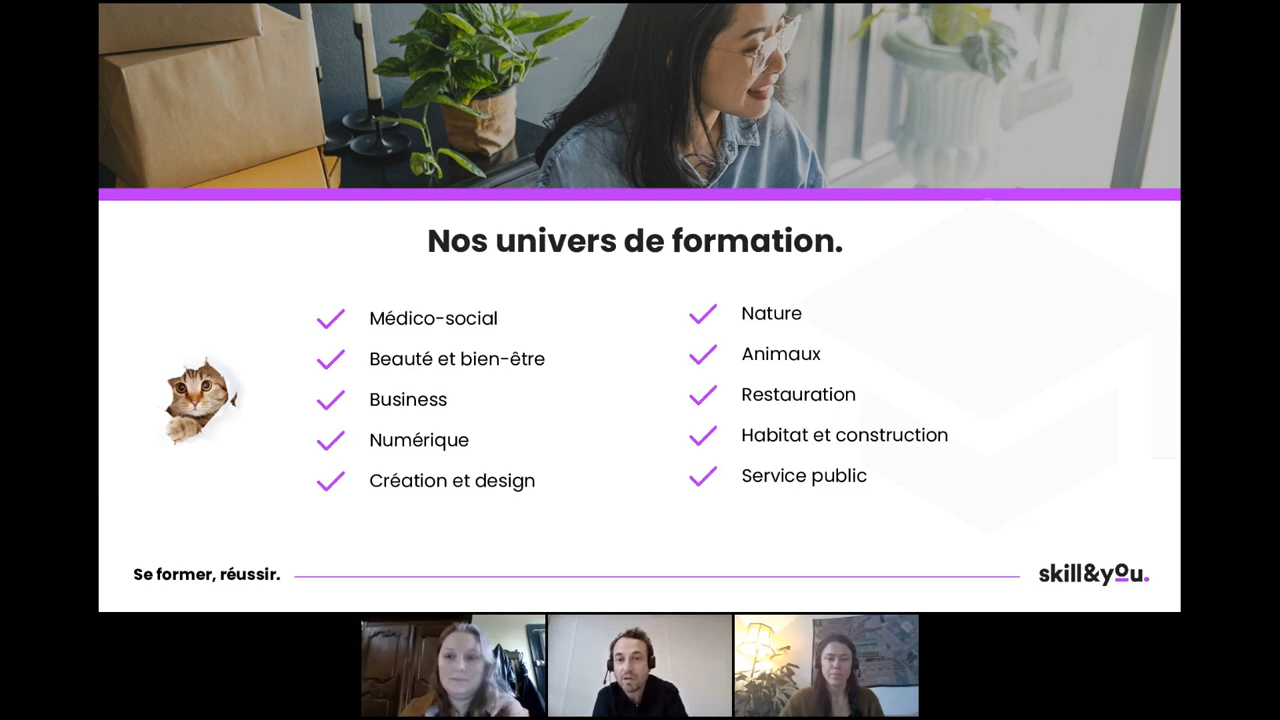 Nos univers de formation.
Médico-social
Beauté et bien-être
Business
Numérique
Création et design
Nature
Animaux
Restauration
Habitat et construction
Service public
Se former, réussir.
skill&you.